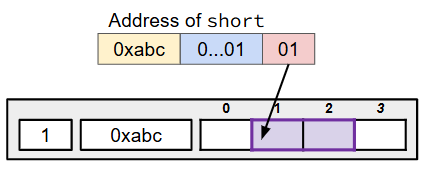 Address of short
0xabc 0...01 01
0 1 2 3
1 0xabc